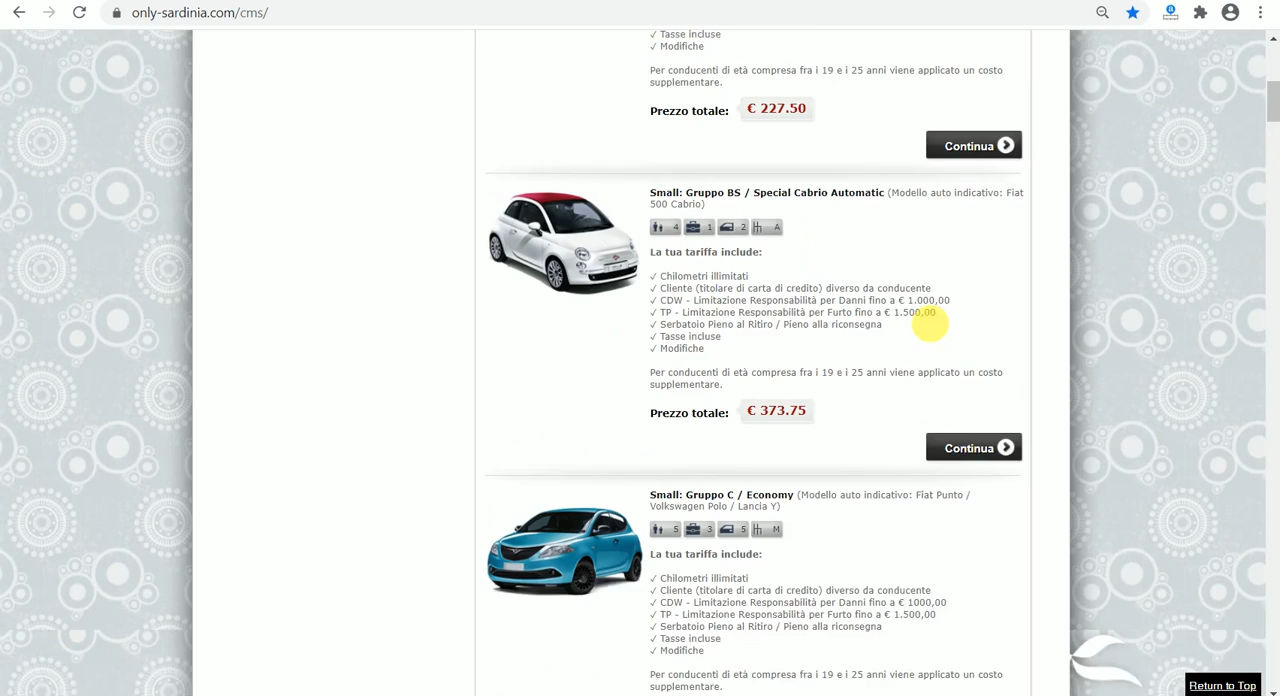 only-sardinia.com/cms/
✓ Tasse incluse
✓ Modifiche
Per conducenti di età compresa fra i 19 e i 25 anni viene applicato un costo
supplementare.
Prezzo totale: € 227.50
Continua
Small: Gruppo BS / Special Cabrio Automatic (Modello auto indicativo: Fiat
500 Cabrio)
4 1 2 A
La tua tariffa include:
✓ Chilometri illimitati
✓ Cliente (titolare di carta di credito) diverso da conducente
✓ CDW - Limitazione Responsabilità per Danni fino a € 1.000,00
✓ TP - Limitazione Responsabilità per Furto fino a € 1.500,00
✓ Serbatoio Pieno al Ritiro / Pieno alla riconsegna
✓ Tasse incluse
✓ Modifiche
Per conducenti di età compresa fra i 19 e i 25 anni viene applicato un costo
supplementare.
Prezzo totale: € 373.75
Continua
Small: Gruppo C / Economy (Modello auto indicativo: Fiat Punto /
Volkswagen Polo / Lancia Y)
5 3 5 M
La tua tariffa include:
✓ Chilometri illimitati
✓ Cliente (titolare di carta di credito) diverso da conducente
✓ CDW - Limitazione Responsabilità per Danni fino a € 1000,00
✓ TP - Limitazione Responsabilità per Furto fino a € 1.500,00
✓ Serbatoio Pieno al Ritiro / Pieno alla riconsegna
✓ Tasse incluse
✓ Modifiche
Per conducenti di età compresa fra i 19 e i 25 anni viene applicato un costo
supplementare.
Return to Top